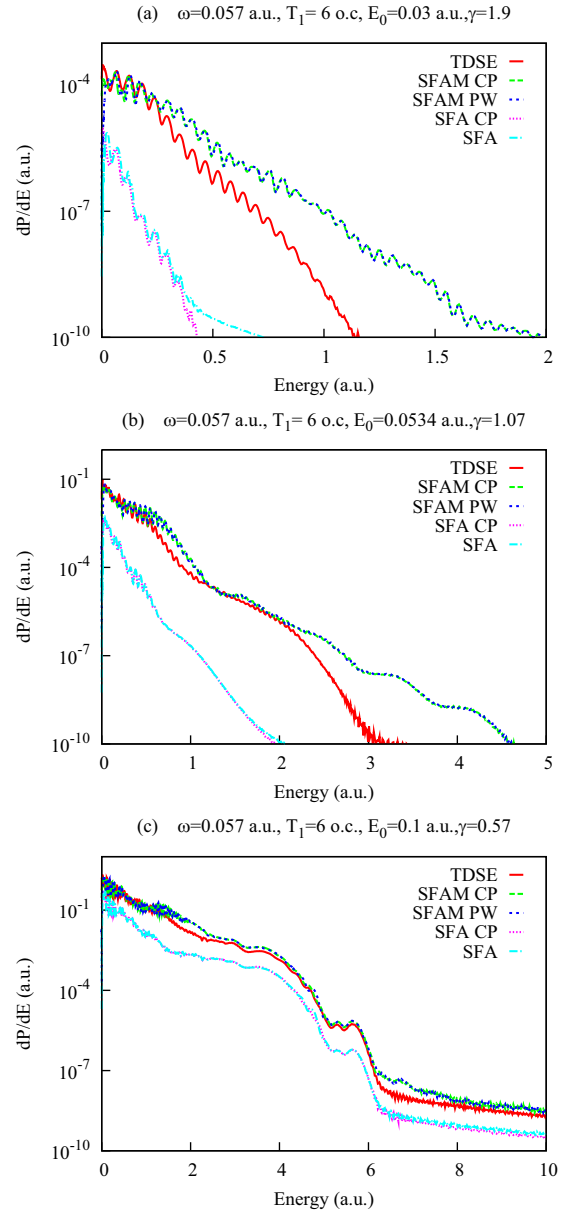 (a) ω=0.057 a.u., T₁= 6 o.c, E₀=0.03 a.u.,γ=1.9
TDSE
SFAM CP
SFAM PW
SFA CP
SFA
10⁻⁴
10⁻⁷
10⁻¹⁰
dP/dE (a.u.)
0 0.5 1 1.5 2
Energy (a.u.)
(b) ω=0.057 a.u., T₁= 6 o.c, E₀=0.0534 a.u.,γ=1.07
TDSE
SFAM CP
SFAM PW
SFA CP
SFA
10⁻¹
10⁻⁴
10⁻⁷
10⁻¹⁰
dP/dE (a.u.)
0 1 2 3 4 5
Energy (a.u.)
(c) ω=0.057 a.u., T₁=6 o.c., E₀=0.1 a.u.,γ=0.57
TDSE
SFAM CP
SFAM PW
SFA CP
SFA
10⁻¹
10⁻⁴
10⁻⁷
10⁻¹⁰
dP/dE (a.u.)
0 2 4 6 8 10
Energy (a.u.)